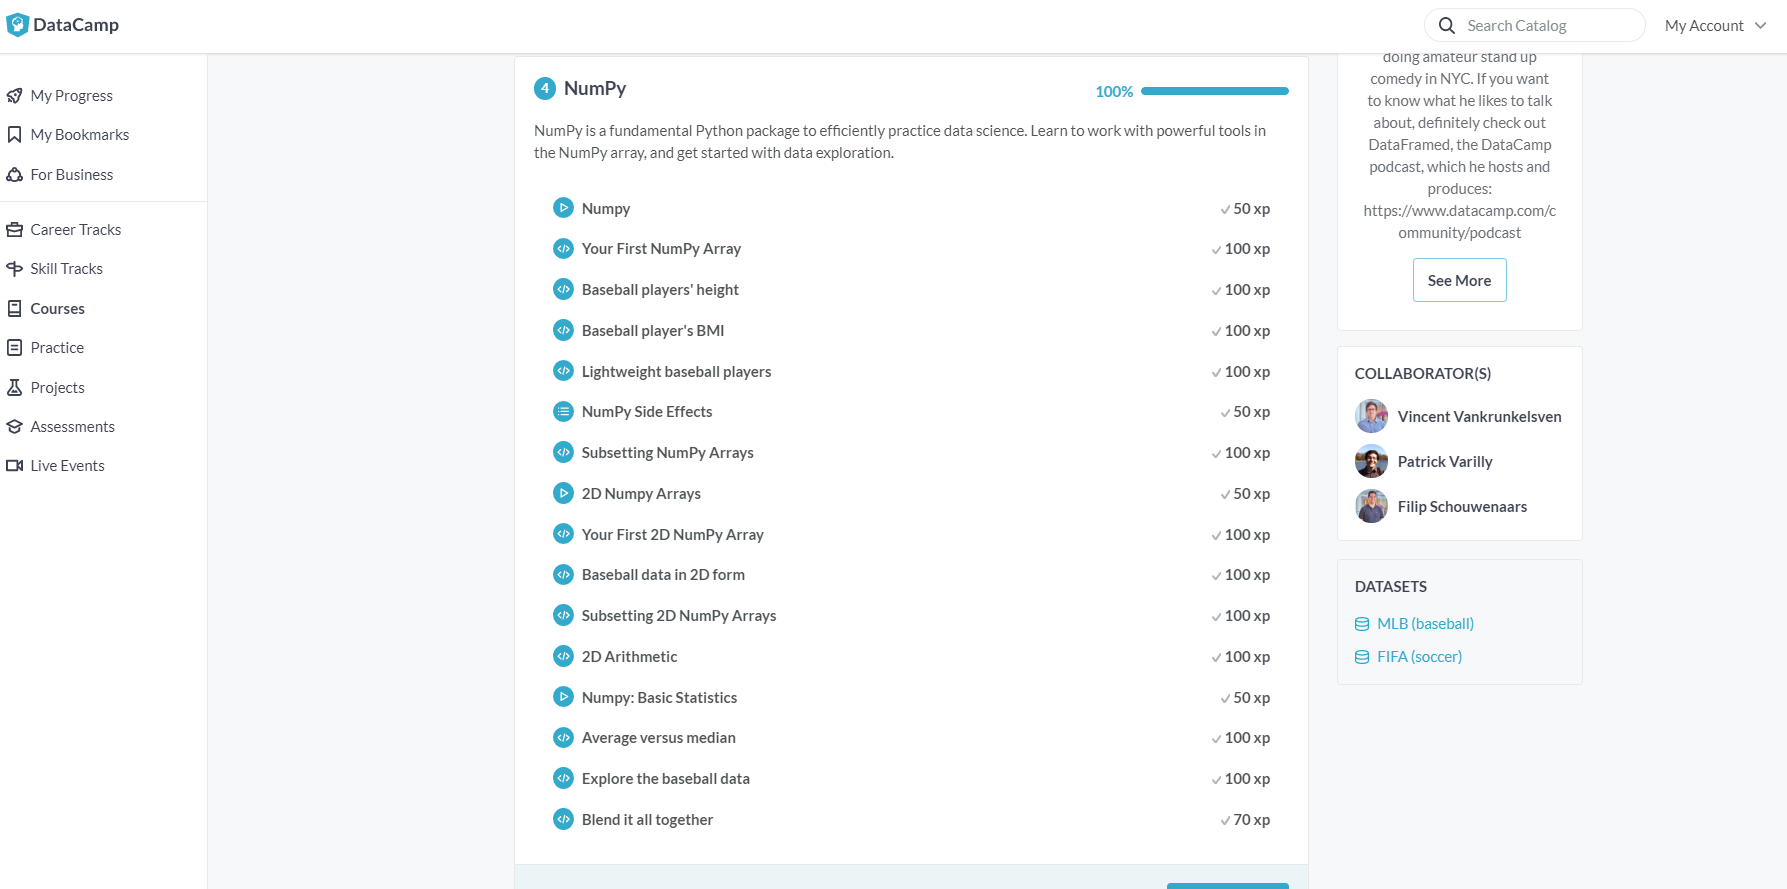 DataCamp
Search Catalog
My Account
My Progress
My Bookmarks
For Business
Career Tracks
Skill Tracks
Courses
Practice
Projects
Assessments
Live Events
4 NumPy
100%
NumPy is a fundamental Python package to efficiently practice data science. Learn to work with powerful tools in
the NumPy array, and get started with data exploration.
Numpy 50 xp
Your First NumPy Array 100 xp
Baseball players' height 100 xp
Baseball player's BMI 100 xp
Lightweight baseball players 100 xp
NumPy Side Effects 50 xp
Subsetting NumPy Arrays 100 xp
2D Numpy Arrays 50 xp
Your First 2D NumPy Array 100 xp
Baseball data in 2D form 100 xp
Subsetting 2D NumPy Arrays 100 xp
2D Arithmetic 100 xp
Numpy: Basic Statistics 50 xp
Average versus median 100 xp
Explore the baseball data 100 xp
Blend it all together 70 xp
doing amateur stand up
comedy in NYC. If you want
to know what he likes to talk
about, definitely check out
DataFramed, the DataCamp
podcast, which he hosts and
produces:
https://www.datacamp.com/c
ommunity/podcast
See More
COLLABORATOR(S)
Vincent Vankrunkelsven
Patrick Varilly
Filip Schouwenaars
DATASETS
MLB (baseball)
FIFA (soccer)